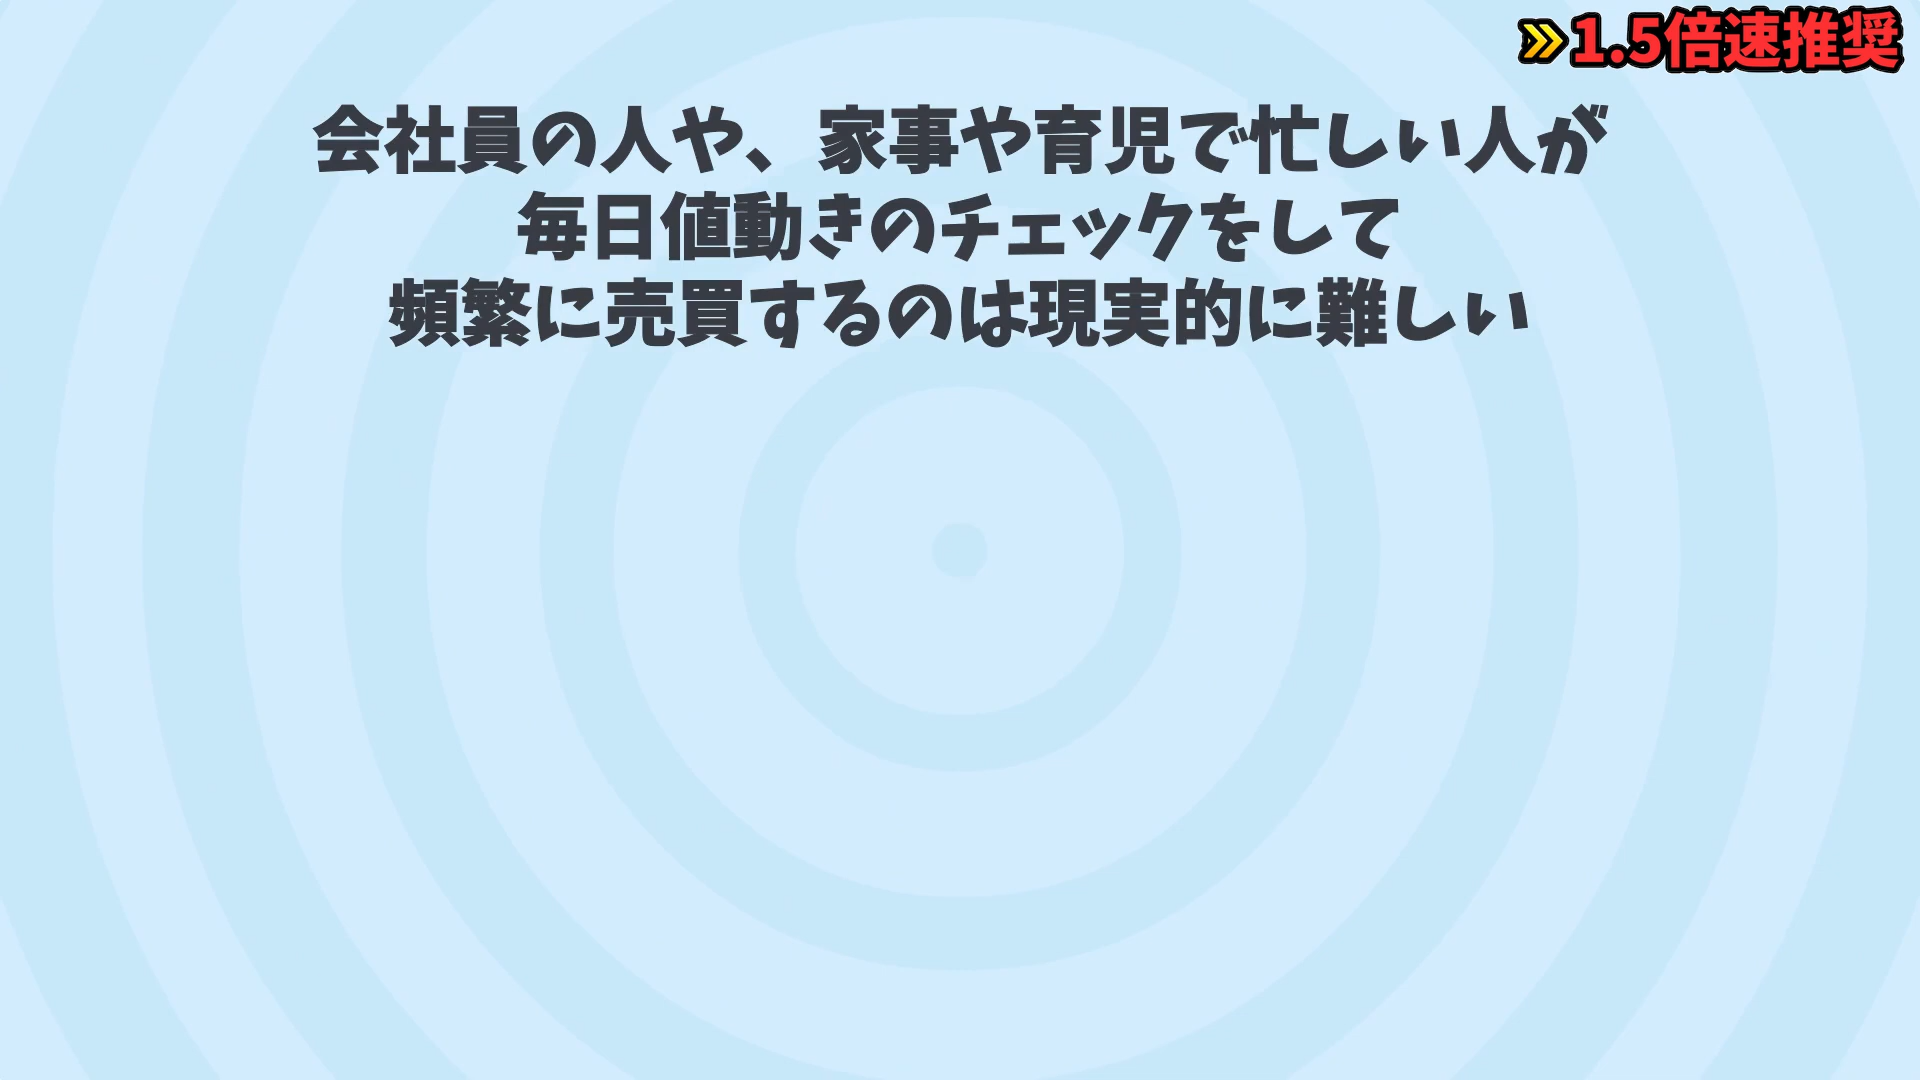 »1.5倍速推奨
会社員の人や、家事や育児で忙しい人が
毎日値動きのチェックをして
頻繁に売買するのは現実的に難しい